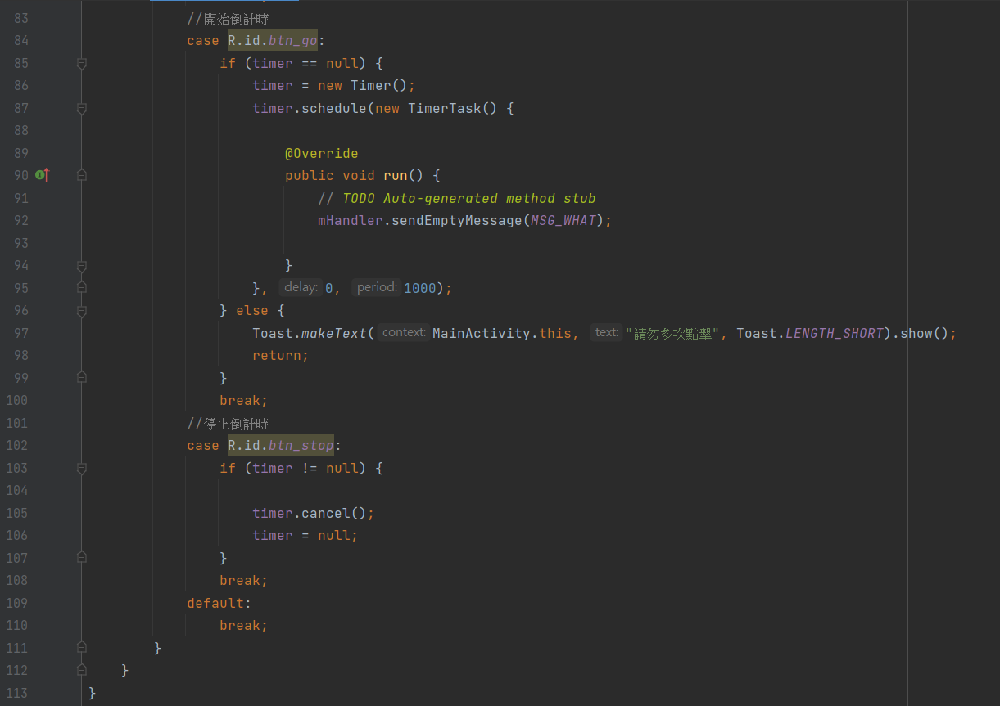 83 //開始倒計時
84 case R.id.btn_go:
85 if (timer == null) {
86 timer = new Timer();
87 timer.schedule(new TimerTask() {
88
89 @Override
90 public void run() {
91 // TODO Auto-generated method stub
92 mHandler.sendEmptyMessage(MSG_WHAT);
93
94 }
95 }, delay: 0, period: 1000);
96 } else {
97 Toast.makeText( context: MainActivity.this, text: "請勿多次點擊", Toast.LENGTH_SHORT).show();
98 return;
99 }
100 break;
101 //停止倒計時
102 case R.id.btn_stop:
103 if (timer != null) {
104
105 timer.cancel();
106 timer = null;
107 }
108 break;
109 default:
110 break;
111 }
112 }
113 }